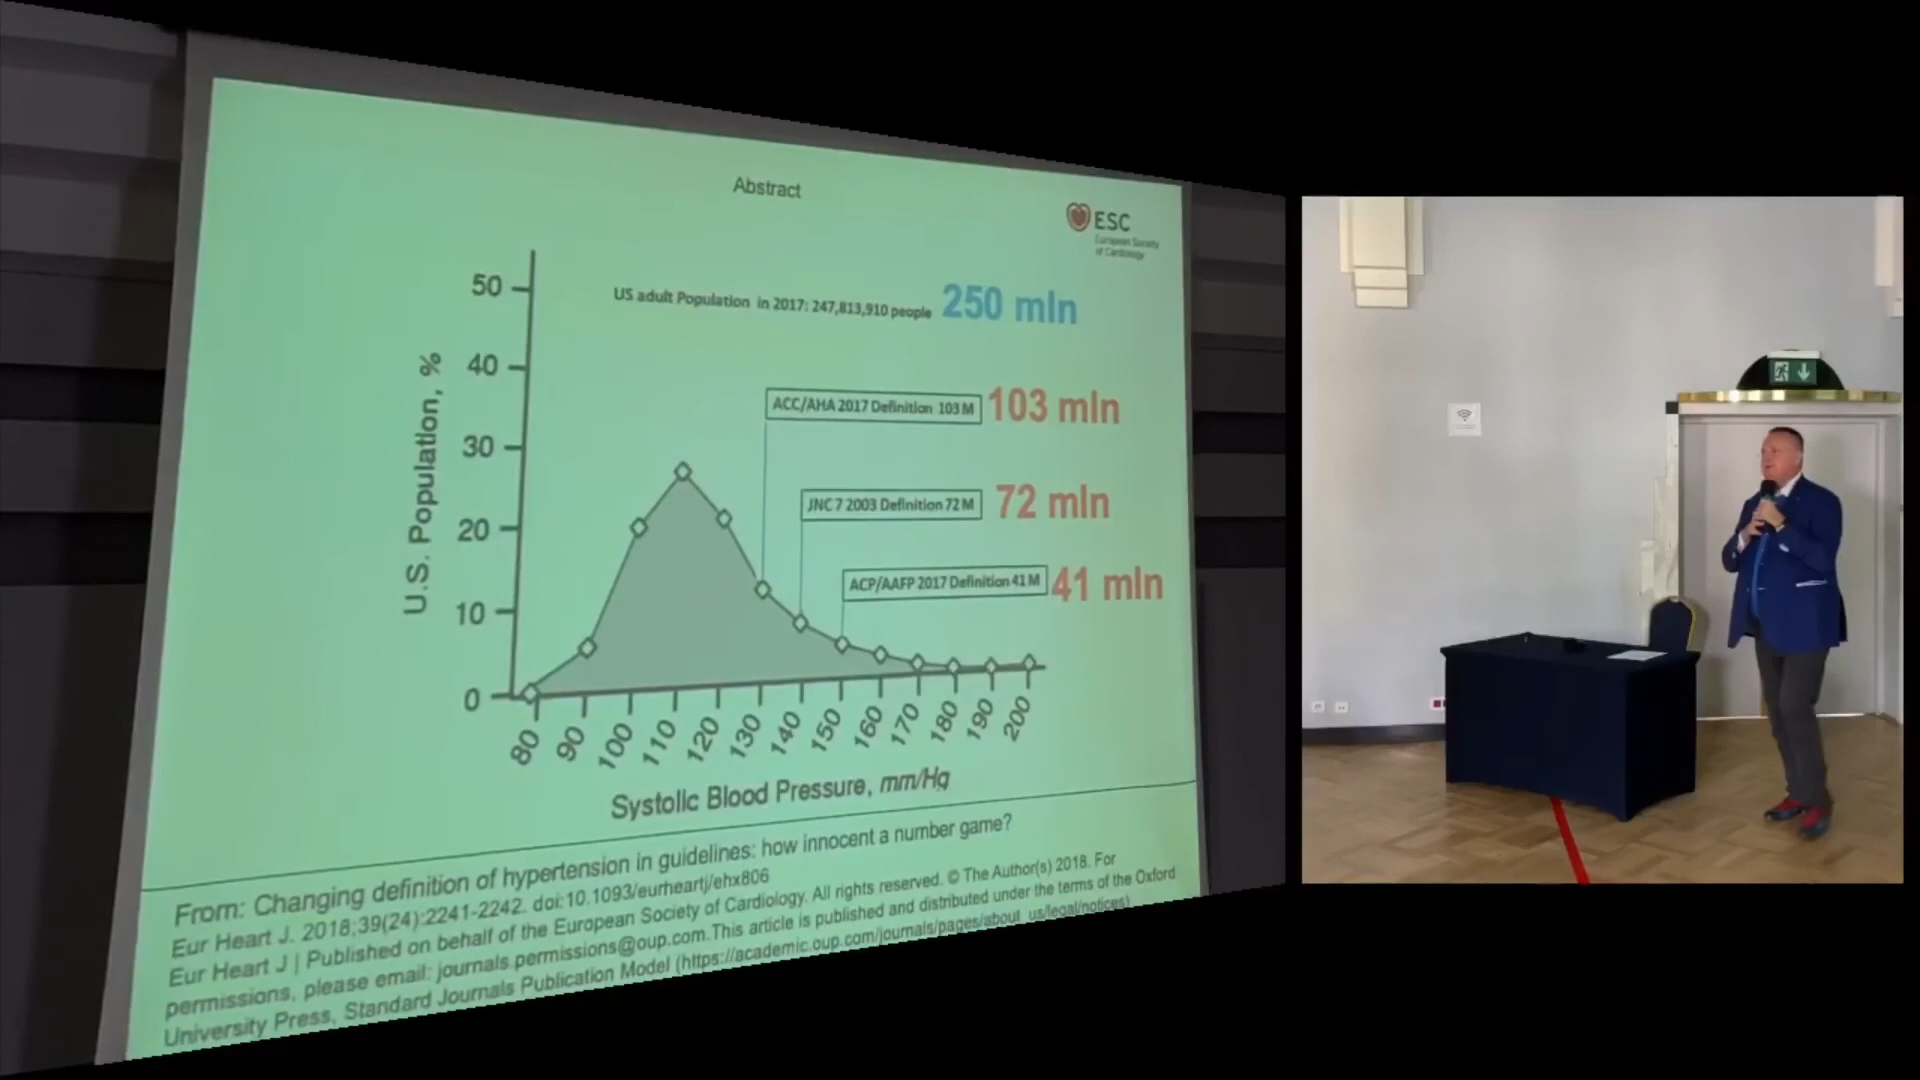 Abstract
ESC
European Society
of Cardiology
US adult Population in 2017: 247,813,910 people 250 mln
ACC/AHA 2017 Definition 103 M 103 mln
JNC 7 2003 Definition 72 M 72 mln
ACP/AAFP 2017 Definition 41 M 41 mln
U.S. Population, %
50
40
30
20
10
0
80 90 100 110 120 130 140 150 160 170 180 190 200
Systolic Blood Pressure, mm/Hg
From: Changing definition of hypertension in guidelines: how innocent a number game?
Eur Heart J. 2018;39(24):2241-2242. doi:10.1093/eurheartj/ehx806
Eur Heart J | Published on behalf of the European Society of Cardiology. All rights reserved. © The Author(s) 2018. For
permissions, please email: journals.permissions@oup.com.This article is published and distributed under the terms of the Oxford
University Press, Standard Journals Publication Model (https://academic.oup.com/journals/pages/about_us/legal/notices)